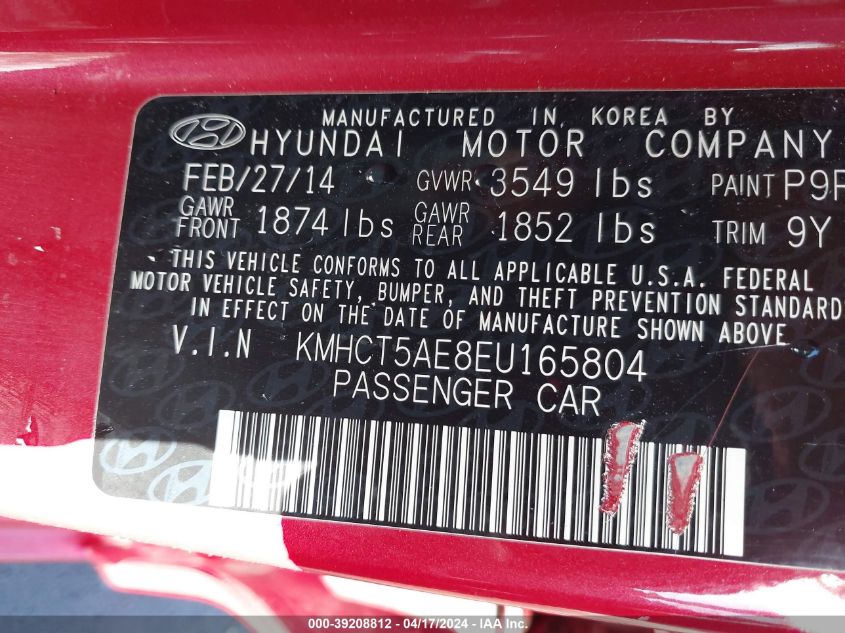 MANUFACTURED IN KOREA BY
HYUNDAI MOTOR COMPANY
FEB/27/14 GVWR 3549 lbs PAINT P9R
GAWR FRONT 1874 lbs GAWR REAR 1852 lbs TRIM 9Y
THIS VEHICLE CONFORMS TO ALL APPLICABLE U.S.A. FEDERAL
MOTOR VEHICLE SAFETY, BUMPER, AND THEFT PREVENTION STANDARDS
IN EFFECT ON THE DATE OF MANUFACTURE SHOWN ABOVE
V.I.N KMHCT5AE8EU165804
PASSENGER CAR
000-39208812 - 04/17/2024 - IAA Inc.